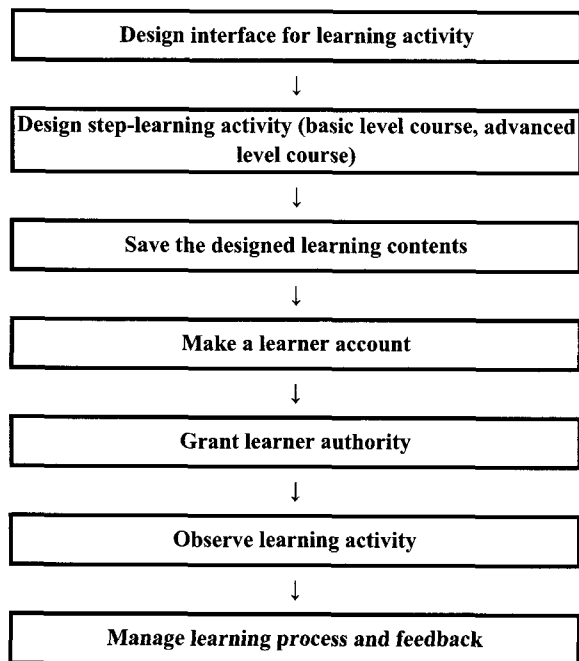 Design interface for learning activity
↓
Design step-learning activity (basic level course, advanced
level course)
↓
Save the designed learning contents
↓
Make a learner account
↓
Grant learner authority
↓
Observe learning activity
↓
Manage learning process and feedback